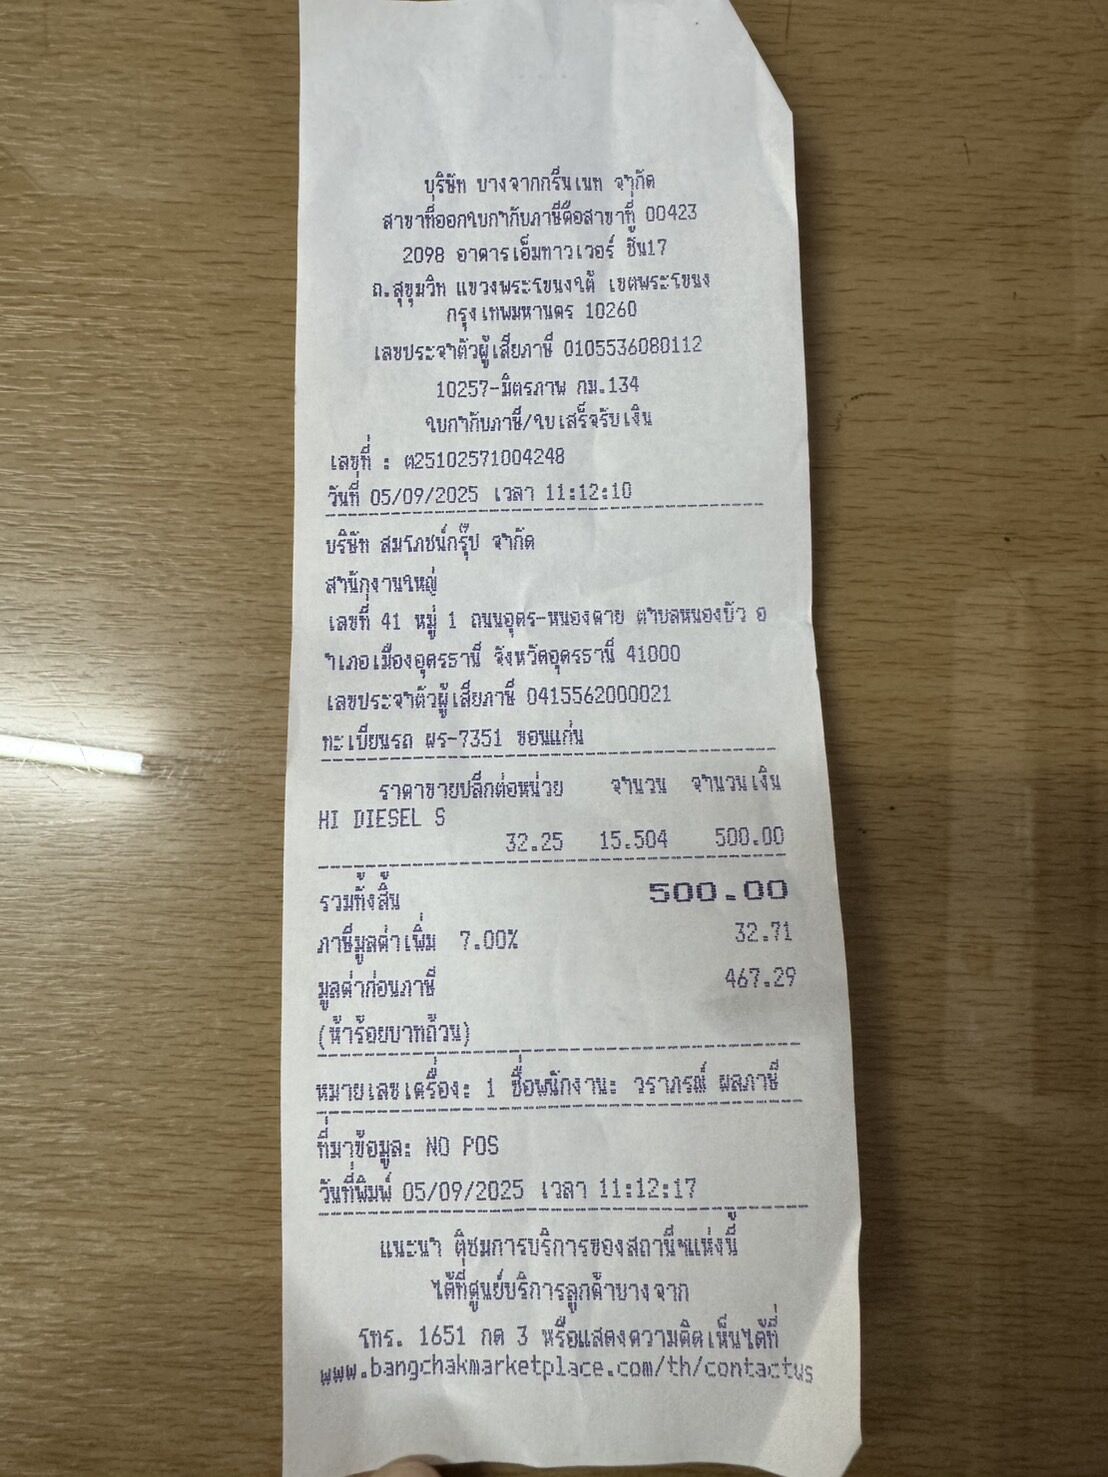 บริษัท บางจากกรีนเนท จำกัด
สาขาที่ออกใบกำกับภาษีคือสาขาที่ 00423
2098 อาคารเอ็มทาวเวอร์ ชั้น17
ถ.สุขุมวิท แขวงพระโขนงใต้ เขตพระโขนง
กรุงเทพมหานคร 10260
เลขประจำตัวผู้เสียภาษี 0105536080112
10257-มิตรภาพ กม.134
ใบกำกับภาษี/ใบเสร็จรับเงิน
เลขที่ : ต25102571004248
วันที่ 05/09/2025 เวลา 11:12:10
บริษัท สมโภชน์กรุ๊ป จำกัด
สำนักงานใหญ่
เลขที่ 41 หมู่ 1 ถนนอุดร-หนองคาย ตำบลหนองบัว อ
ำเภอเมืองอุดรธานี จังหวัดอุดรธานี 41000
เลขประจำตัวผู้เสียภาษี 0415562000021
ทะเบียนรถ ผร-7351 ขอนแก่น
ราคาขายปลีกต่อหน่วย จำนวน จำนวนเงิน
HI DIESEL S
32.25 15.504 500.00
รวมทั้งสิ้น 500.00
ภาษีมูลค่าเพิ่ม 7.00% 32.71
มูลค่าก่อนภาษี 467.29
(ห้าร้อยบาทถ้วน)
หมายเลขเครื่อง: 1 ชื่อพนักงาน: วราภรณ์ ผลภาษี
ที่มาข้อมูล: NO POS
วันที่พิมพ์ 05/09/2025 เวลา 11:12:17
แนะนำ ติชมการบริการของสถานีฯแห่งนี้
ได้ที่ศูนย์บริการลูกค้าบางจาก
โทร. 1651 กด 3 หรือแสดงความคิดเห็นได้ที่
www.bangchakmarketplace.com/th/contactus